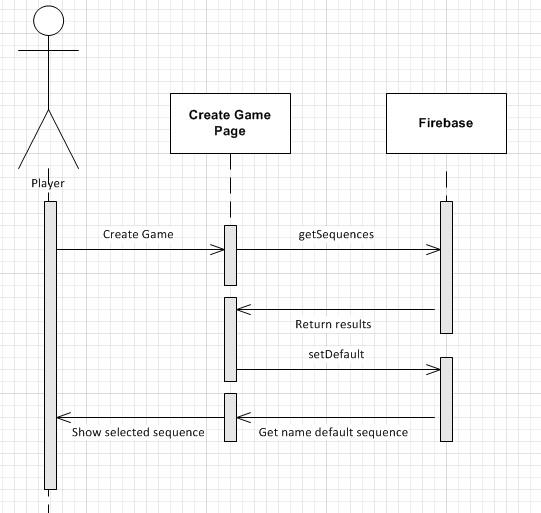 Create Game
Page
Firebase
Player
Create Game
getSequences
Return results
setDefault
Show selected sequence
Get name default sequence